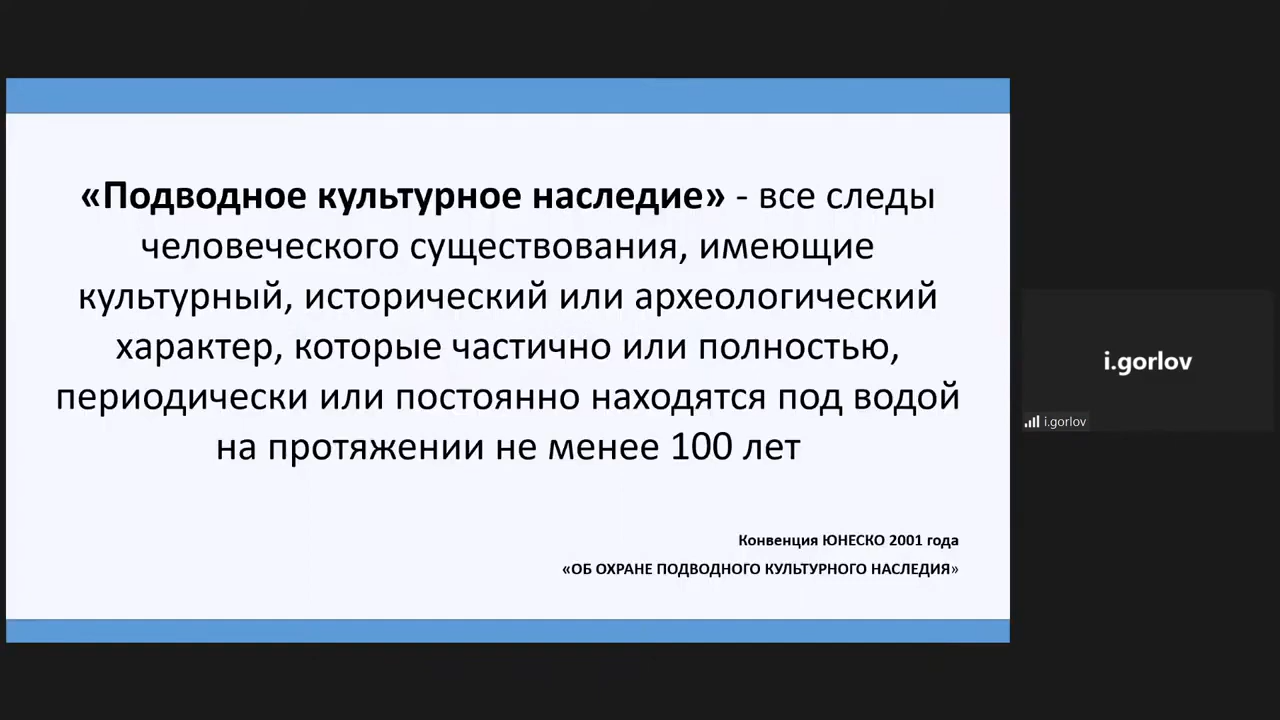 «Подводное культурное наследие» - все следы
человеческого существования, имеющие
культурный, исторический или археологический
характер, которые частично или полностью,
периодически или постоянно находятся под водой
на протяжении не менее 100 лет
Конвенция ЮНЕСКО 2001 года
«ОБ ОХРАНЕ ПОДВОДНОГО КУЛЬТУРНОГО НАСЛЕДИЯ»
i.gorlov
i.gorlov